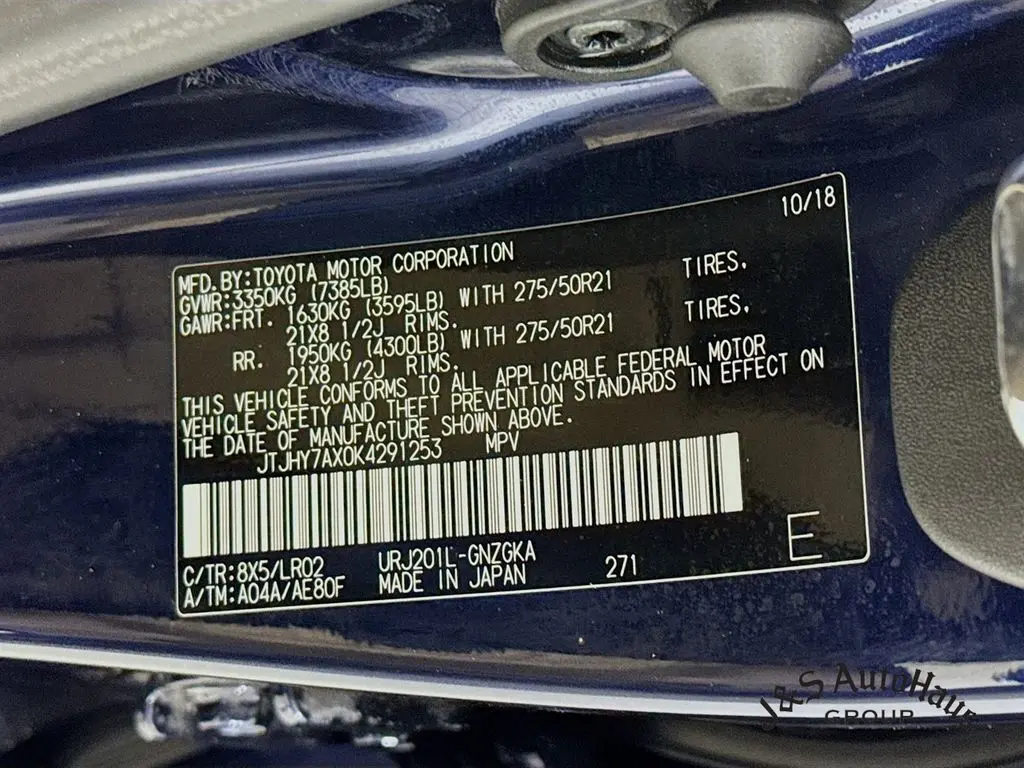 10/18
MFD. BY:TOYOTA MOTOR CORPORATION
GVWR:3350KG (7385LB)
GAWR:FRT. 1630KG (3595LB) WITH 275/50R21 TIRES,
21X8 1/2J RIMS.
RR. 1950KG (4300LB) WITH 275/50R21 TIRES,
21X8 1/2J RIMS.
THIS VEHICLE CONFORMS TO ALL APPLICABLE FEDERAL MOTOR
VEHICLE SAFETY AND THEFT PREVENTION STANDARDS IN EFFECT ON
THE DATE OF MANUFACTURE SHOWN ABOVE.
JTJHY7AX0K4291253 MPV
C/TR:8X5/LR02 URJ201L-GNZGKA
A/TM:A04A/AE80F MADE IN JAPAN 271
E
J&S AutoHaus
GROUP